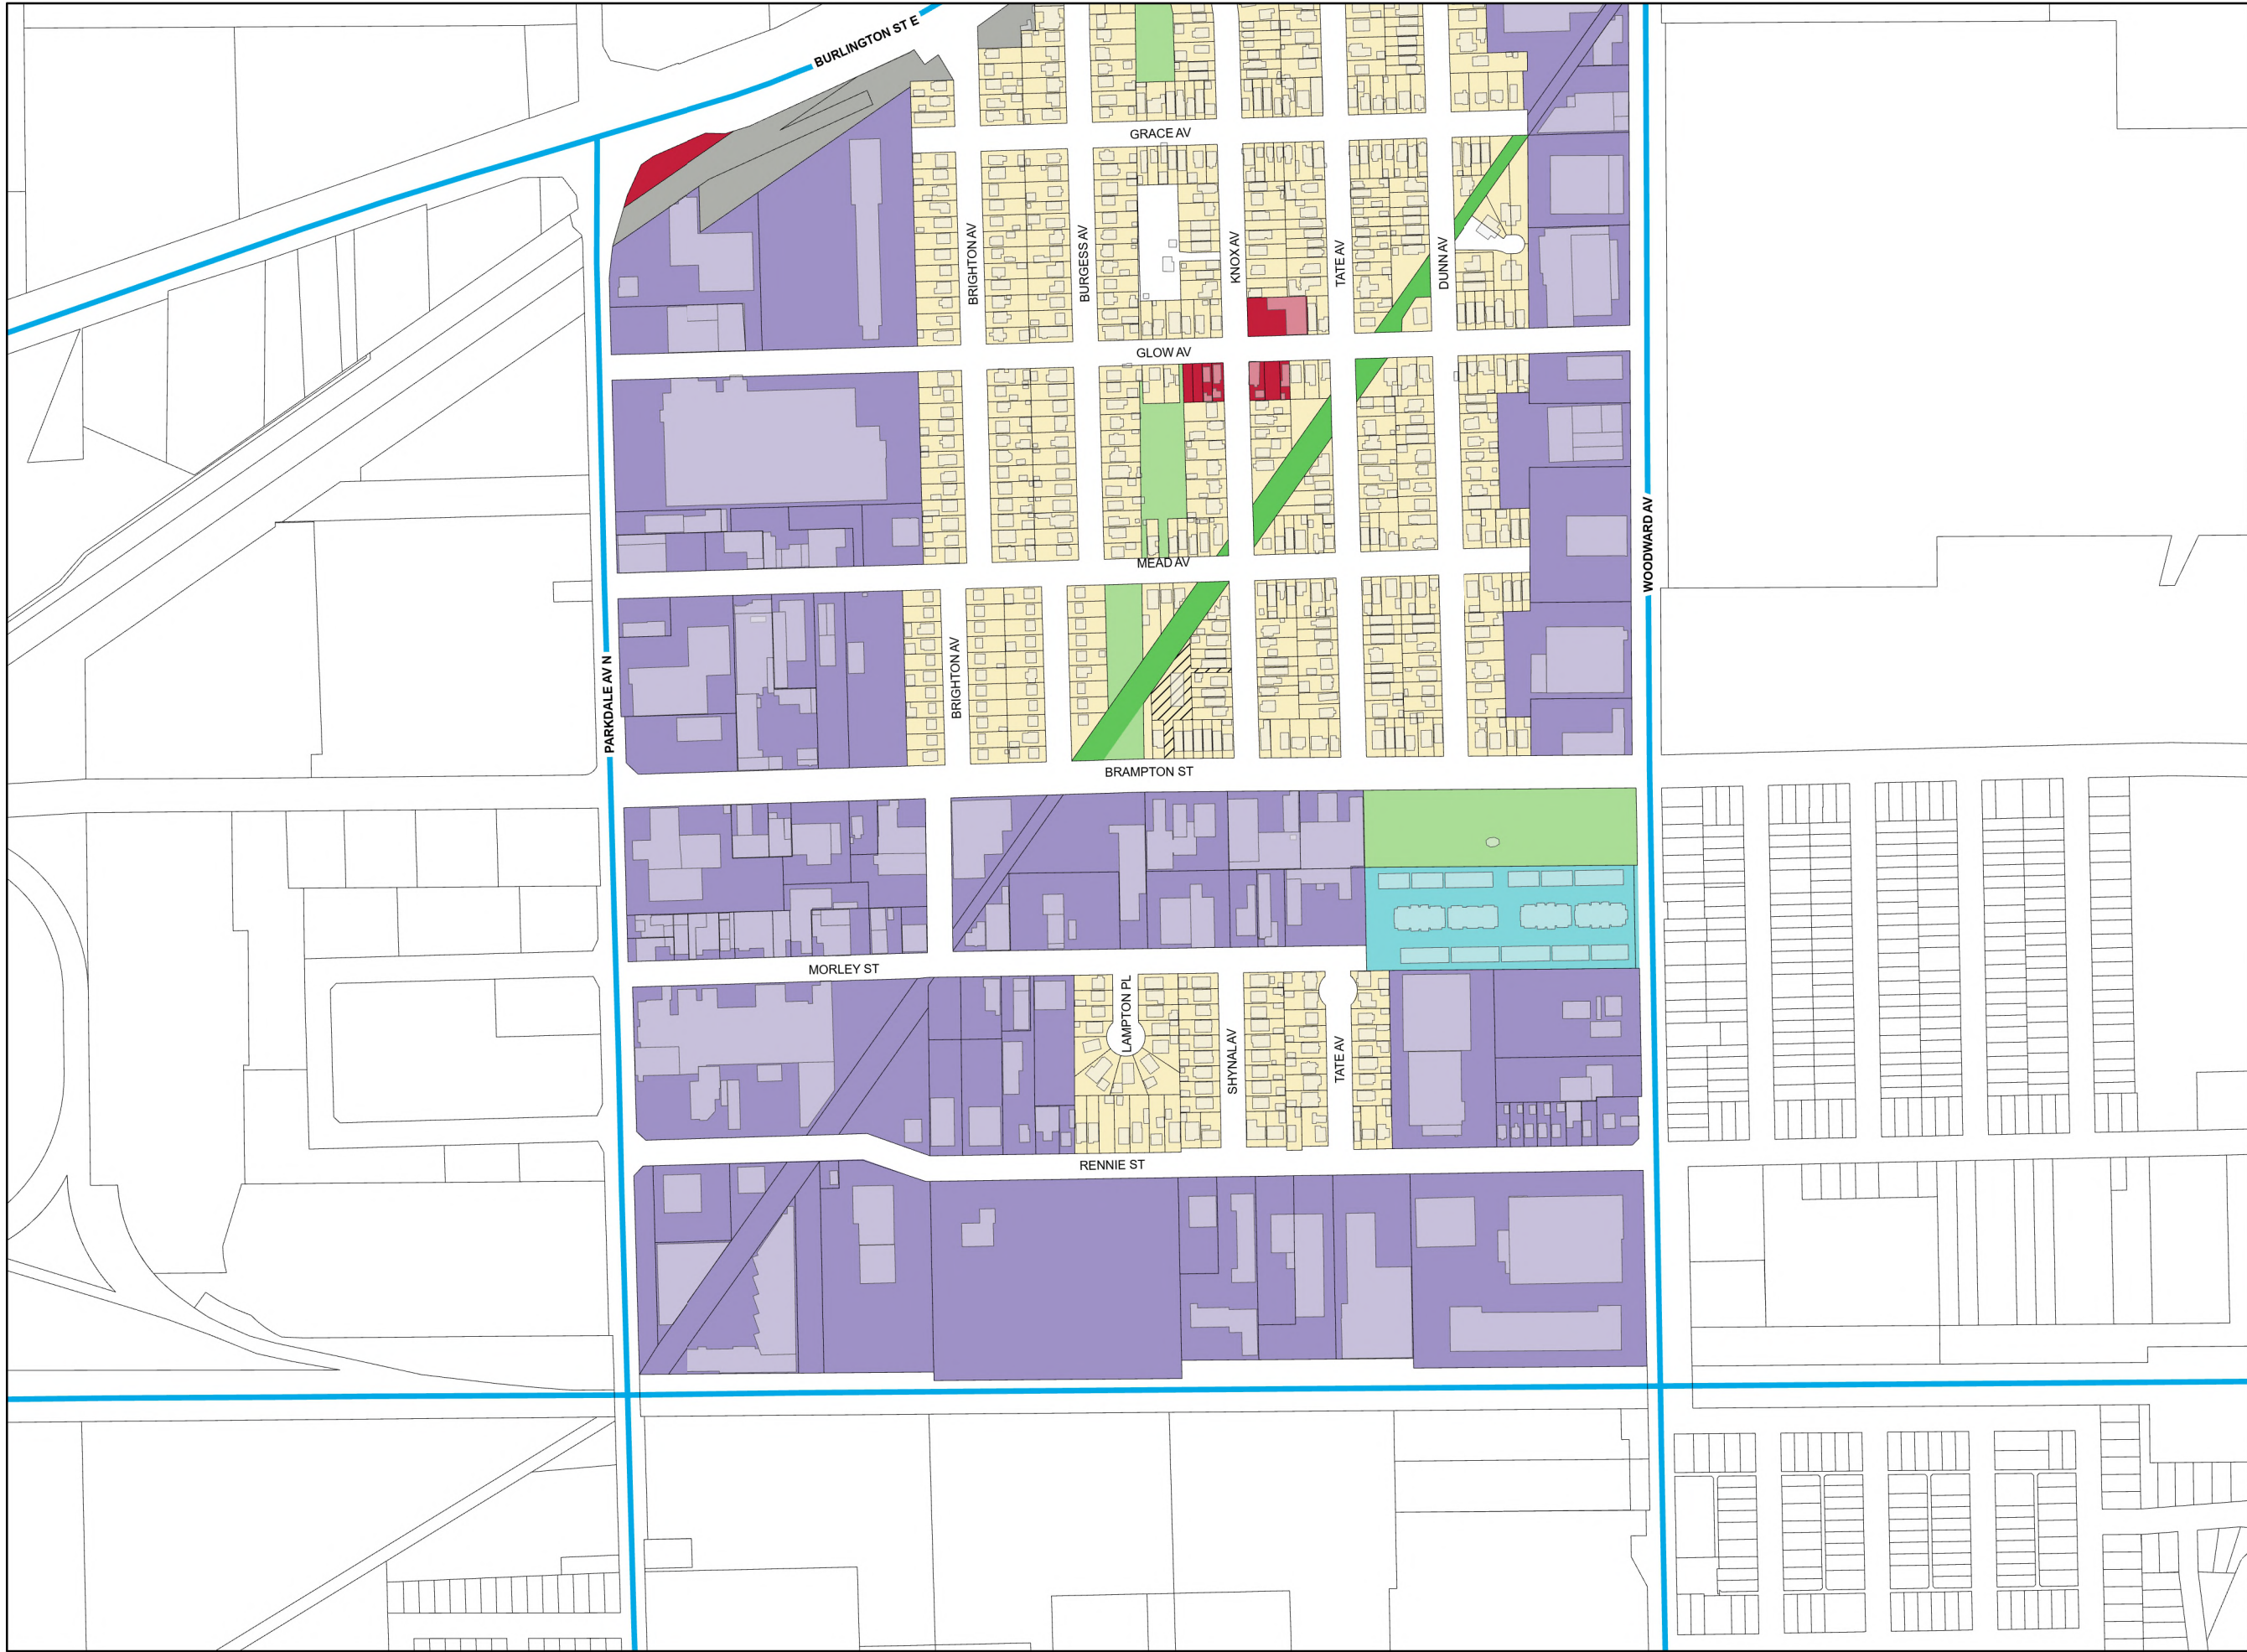 BURLINGTON ST E
GRACE AV
BRIGHTON AV
BURGESS AV
KNOX AV
TATE AV
DUNN AV
GLOW AV
WOODWARD AV
MEAD AV
PARKDALE AV N
BRIGHTON AV
BRAMPTON ST
MORLEY ST
LAMPTON PL
SHYNAL AV
TATE AV
RENNIE ST